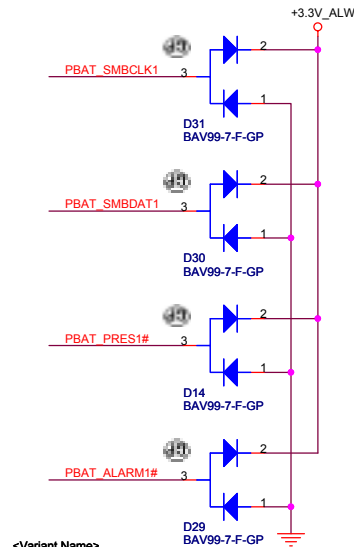 +3.3V_ALW
2
PBAT_SMBCLK1
3
1
D31
BAV99-7-F-GP
2
PBAT_SMBDAT1
3
1
D30
BAV99-7-F-GP
2
PBAT_PRES1#
3
1
D14
BAV99-7-F-GP
2
PBAT_ALARM1#
3
1
D29
BAV99-7-F-GP
<Variant Name>